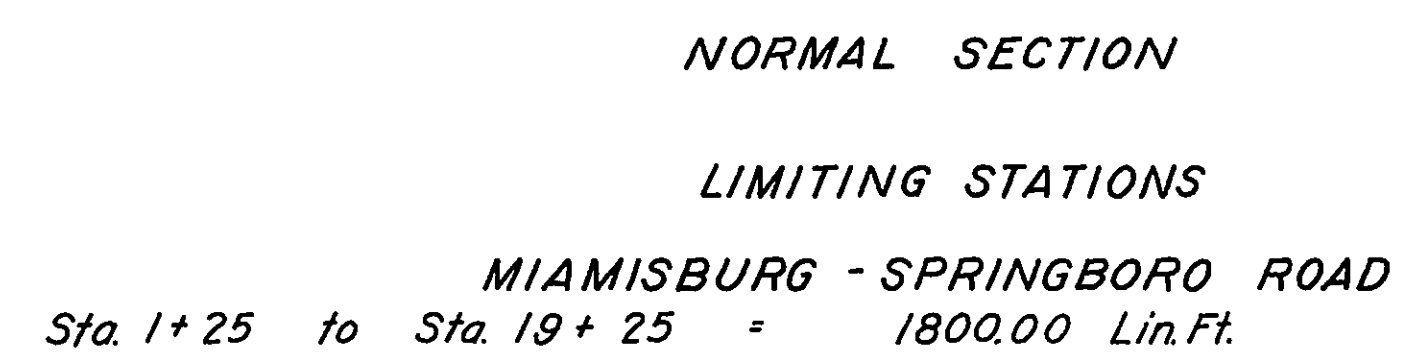 NORMAL SECTION
LIMITING STATIONS
MIAMISBURG - SPRINGBORO ROAD
Sta. 1+25 to Sta. 19+25 = 1800.00 Lin. Ft.